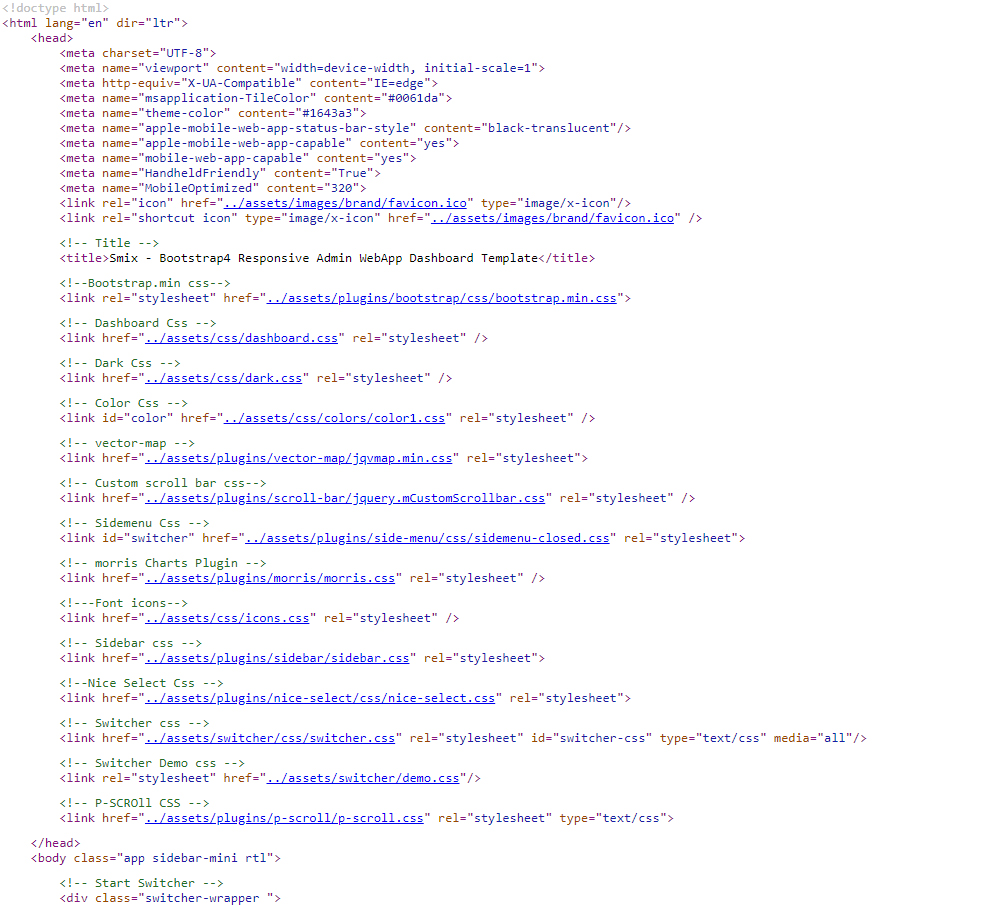 <!doctype html>
<html lang="en" dir="ltr">
<head>
<meta charset="UTF-8">
<meta name="viewport" content="width=device-width, initial-scale=1">
<meta http-equiv="X-UA-Compatible" content="IE=edge">
<meta name="msapplication-TileColor" content="#0061da">
<meta name="theme-color" content="#1643a3">
<meta name="apple-mobile-web-app-status-bar-style" content="black-translucent"/>
<meta name="apple-mobile-web-app-capable" content="yes">
<meta name="mobile-web-app-capable" content="yes">
<meta name="HandheldFriendly" content="True">
<meta name="MobileOptimized" content="320">
<link rel="icon" href="../assets/images/brand/favicon.ico" type="image/x-icon"/>
<link rel="shortcut icon" type="image/x-icon" href="../assets/images/brand/favicon.ico" />
<!-- Title -->
<title>Smix - Bootstrap4 Responsive Admin WebApp Dashboard Template</title>
<!--Bootstrap.min css-->
<link rel="stylesheet" href="../assets/plugins/bootstrap/css/bootstrap.min.css">
<!-- Dashboard Css -->
<link href="../assets/css/dashboard.css" rel="stylesheet" />
<!-- Dark Css -->
<link href="../assets/css/dark.css" rel="stylesheet" />
<!-- Color Css -->
<link id="color" href="../assets/css/colors/color1.css" rel="stylesheet" />
<!-- vector-map -->
<link href="../assets/plugins/vector-map/jqvmap.min.css" rel="stylesheet">
<!-- Custom scroll bar css-->
<link href="../assets/plugins/scroll-bar/jquery.mCustomScrollbar.css" rel="stylesheet" />
<!-- Sidemenu Css -->
<link id="switcher" href="../assets/plugins/side-menu/css/sidemenu-closed.css" rel="stylesheet">
<!-- morris Charts Plugin -->
<link href="../assets/plugins/morris/morris.css" rel="stylesheet" />
<!---Font icons-->
<link href="../assets/css/icons.css" rel="stylesheet" />
<!-- Sidebar css -->
<link href="../assets/plugins/sidebar/sidebar.css" rel="stylesheet">
<!--Nice Select Css -->
<link href="../assets/plugins/nice-select/css/nice-select.css" rel="stylesheet">
<!-- Switcher css -->
<link href="../assets/switcher/css/switcher.css" rel="stylesheet" id="switcher-css" type="text/css" media="all"/>
<!-- Switcher Demo css -->
<link rel="stylesheet" href="../assets/switcher/demo.css"/>
<!-- P-SCROll CSS -->
<link href="../assets/plugins/p-scroll/p-scroll.css" rel="stylesheet" type="text/css">
</head>
<body class="app sidebar-mini rtl">
<!-- Start Switcher -->
<div class="switcher-wrapper ">